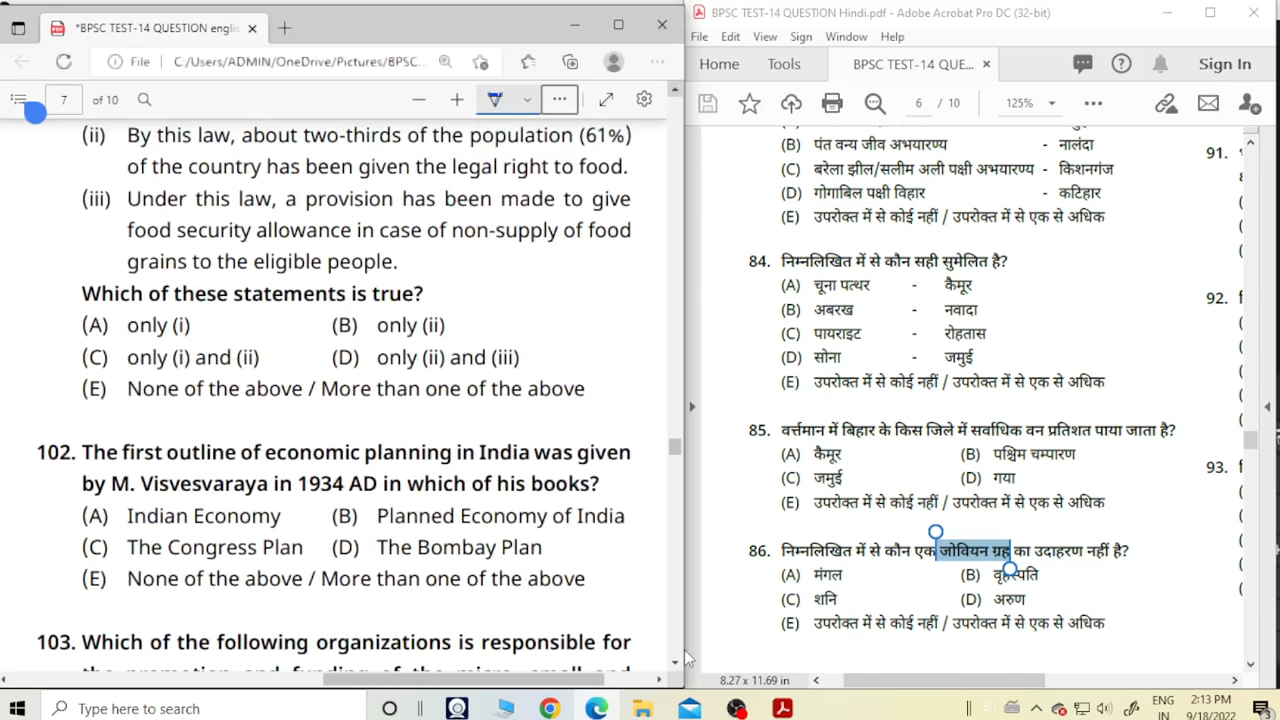 *BPSC TEST-14 QUESTION englis
File C:/Users/ADMIN/OneDrive/Pictures/BPSC...
7 of 10
(ii) By this law, about two-thirds of the population (61%)
of the country has been given the legal right to food.
(iii) Under this law, a provision has been made to give
food security allowance in case of non-supply of food
grains to the eligible people.
Which of these statements is true?
(A) only (i) (B) only (ii)
(C) only (i) and (ii) (D) only (ii) and (iii)
(E) None of the above / More than one of the above
102. The first outline of economic planning in India was given
by M. Visvesvaraya in 1934 AD in which of his books?
(A) Indian Economy (B) Planned Economy of India
(C) The Congress Plan (D) The Bombay Plan
(E) None of the above / More than one of the above
103. Which of the following organizations is responsible for
BPSC TEST-14 QUESTION Hindi.pdf - Adobe Acrobat Pro DC (32-bit)
File Edit View Sign Window Help
Home Tools BPSC TEST-14 QUE... Sign In
6 / 10 125%
(B) पंत वन्य जीव अभयारण्य - नालंदा
(C) बरेला झील/सलीम अली पक्षी अभयारण्य - किशनगंज
(D) गोगाबिल पक्षी विहार - कटिहार
(E) उपरोक्त में से कोई नहीं / उपरोक्त में से एक से अधिक
84. निम्नलिखित में से कौन सही सुमेलित है?
(A) चूना पत्थर - कैमूर
(B) अबरख - नवादा
(C) पायराइट - रोहतास
(D) सोना - जमुई
(E) उपरोक्त में से कोई नहीं / उपरोक्त में से एक से अधिक
85. वर्त्तमान में बिहार के किस जिले में सर्वाधिक वन प्रतिशत पाया जाता है?
(A) कैमूर (B) पश्चिम चम्पारण
(C) जमुई (D) गया
(E) उपरोक्त में से कोई नहीं / उपरोक्त में से एक से अधिक
86. निम्नलिखित में से कौन एक जोवियन ग्रह का उदाहरण नहीं है?
(A) मंगल (B) वृहस्पति
(C) शनि (D) अरुण
(E) उपरोक्त में से कोई नहीं / उपरोक्त में से एक से अधिक
91.
92.
93.
8.27 x 11.69 in
Type here to search
ENG
IN
2:13 PM
9/18/2022